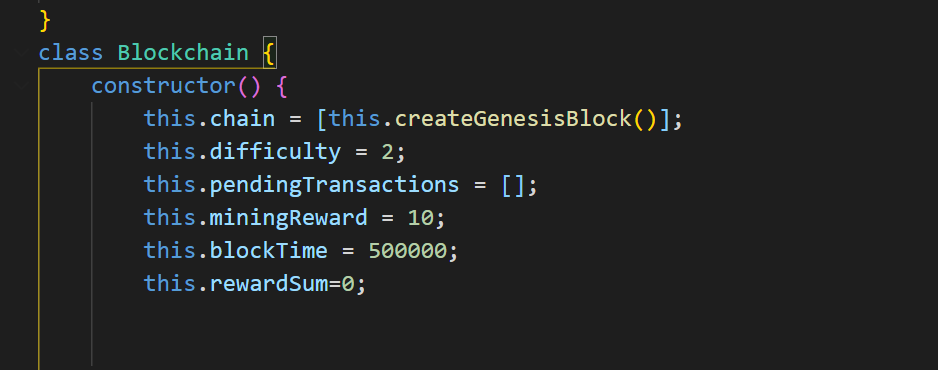 }
class Blockchain {
constructor() {
this.chain = [this.createGenesisBlock()];
this.difficulty = 2;
this.pendingTransactions = [];
this.miningReward = 10;
this.blockTime = 500000;
this.rewardSum=0;